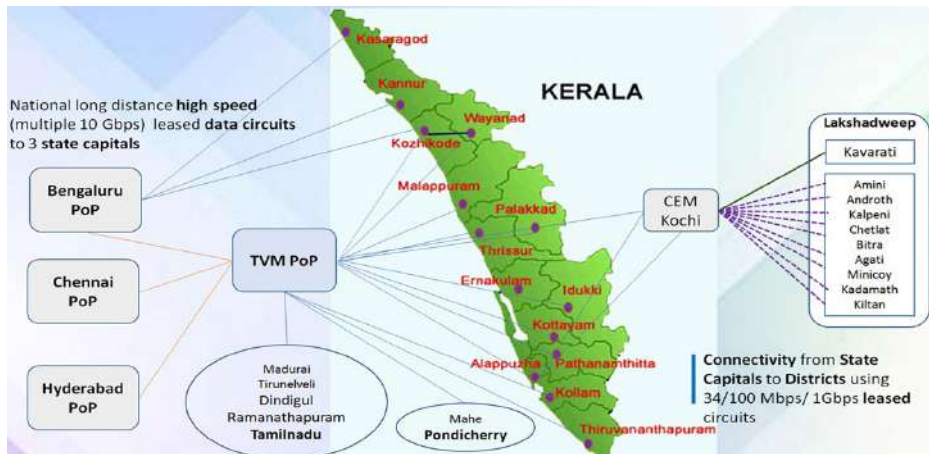 KERALA
National long distance high speed
(multiple 10 Gbps) leased data circuits
to 3 state capitals
Bengaluru
PoP
Chennai
PoP
Hyderabad
PoP
TVM PoP
Madurai
Tirunelveli
Dindigul
Ramanathapuram
Tamilnadu
Mahe
Pondicherry
Kasaragod
Kannur
Wayanad
Kozhikode
Malappuram
Palakkad
Thrissur
Ernakulam
Idukki
Kottayam
Alappuzha
Pathanamthitta
Kollam
Thiruvananthapuram
CEM
Kochi
Lakshadweep
Kavarati
Amini
Androth
Kalpeni
Chetlat
Bitra
Agati
Minicoy
Kadamath
Kiltan
Connectivity from State
Capitals to Districts using
34/100 Mbps/ 1Gbps leased
circuits